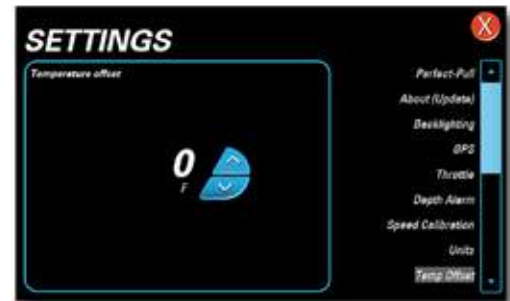 SETTINGS
X
Temperature offset
0
F
Perfect-Pull
About (Update)
Backlighting
GPS
Throttle
Depth Alarm
Speed Calibration
Units
Temp Offset